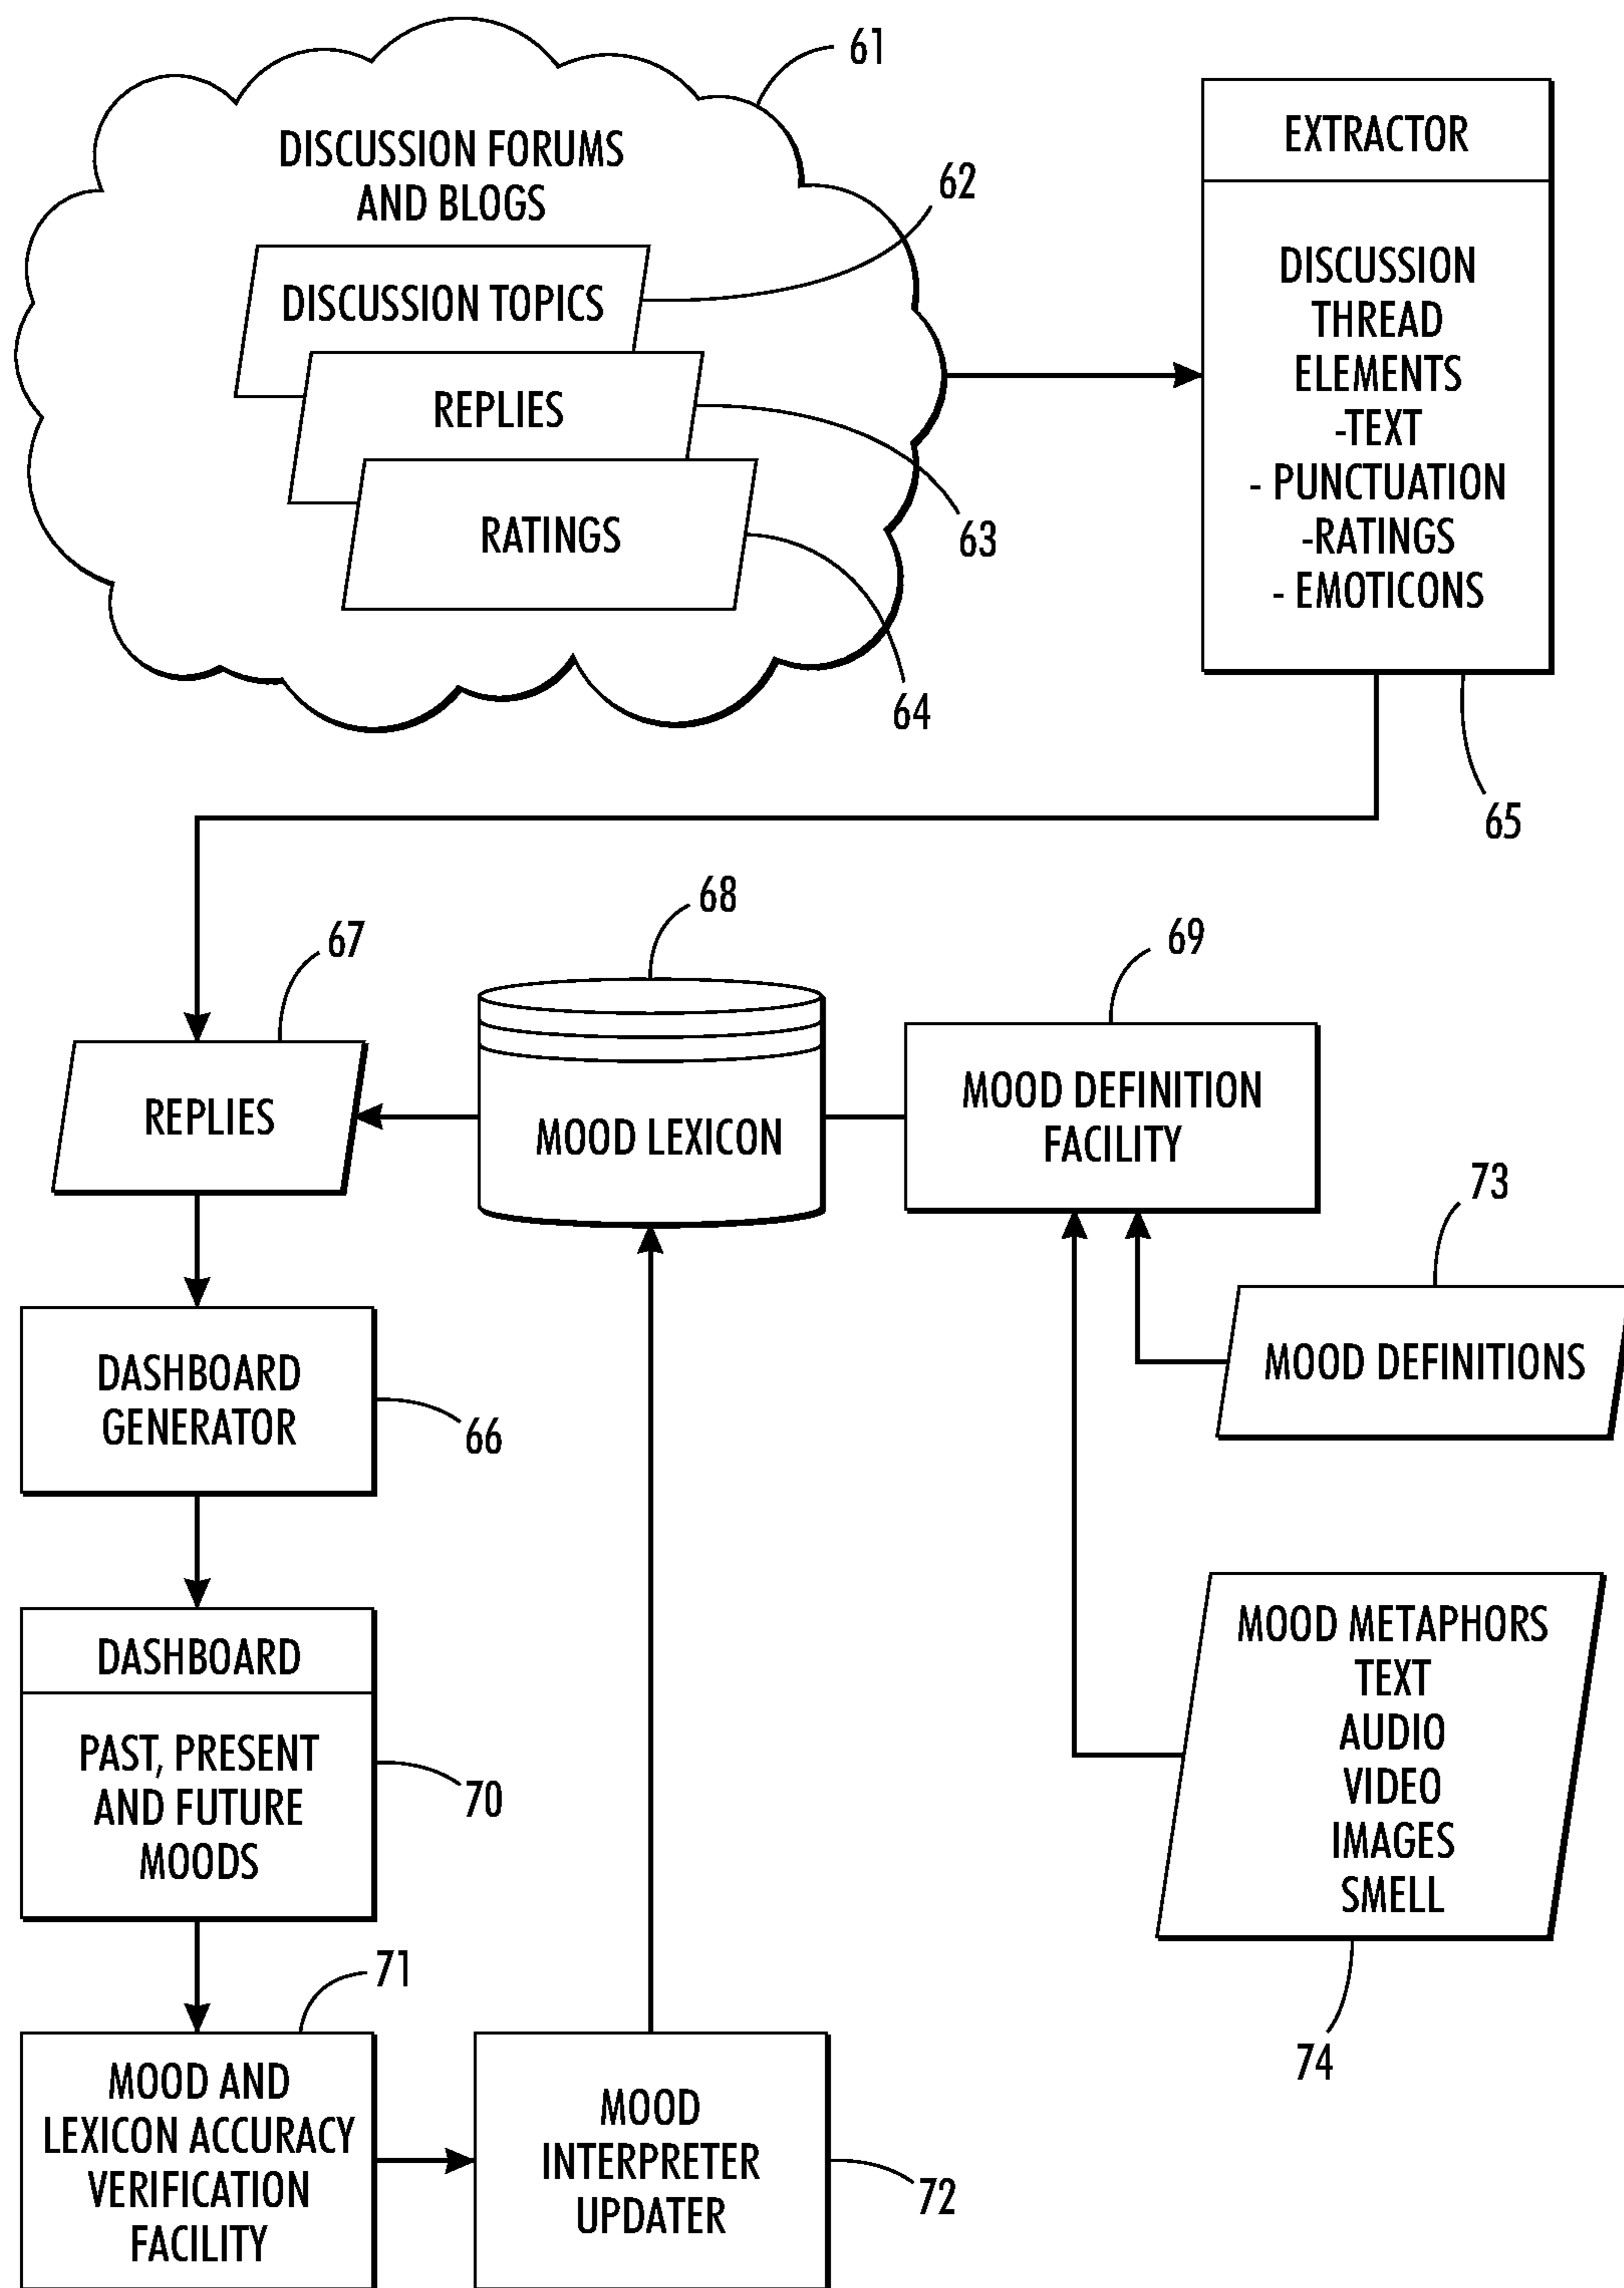 61
DISCUSSION FORUMS
AND BLOGS
62
DISCUSSION TOPICS
REPLIES
63
RATINGS
64
EXTRACTOR
DISCUSSION
THREAD
ELEMENTS
-TEXT
- PUNCTUATION
-RATINGS
- EMOTICONS
65
67
REPLIES
68
MOOD LEXICON
69
MOOD DEFINITION
FACILITY
73
MOOD DEFINITIONS
DASHBOARD
GENERATOR
66
DASHBOARD
PAST, PRESENT
AND FUTURE
MOODS
70
MOOD METAPHORS
TEXT
AUDIO
VIDEO
IMAGES
SMELL
74
71
MOOD AND
LEXICON ACCURACY
VERIFICATION
FACILITY
MOOD
INTERPRETER
UPDATER
72